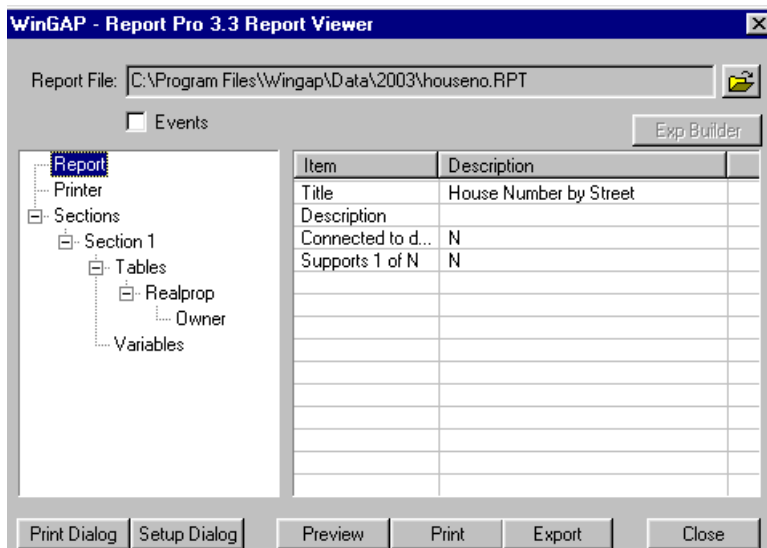 WinGAP - Report Pro 3.3 Report Viewer
Report File: C:\Program Files\Wingap\Data\2003\houseno.RPT
Events
Exp Builder
Report
Printer
Sections
Section 1
Tables
Realprop
Owner
Variables
Item Description
Title House Number by Street
Description
Connected to d... N
Supports 1 of N N
Print Dialog Setup Dialog Preview Print Export Close